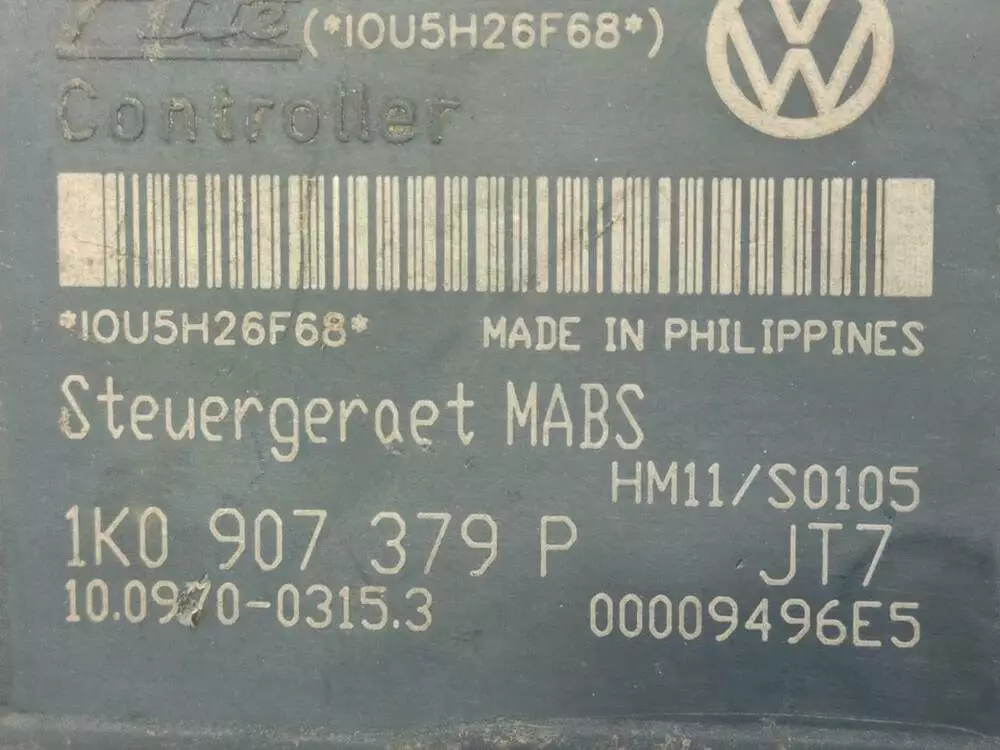 (*IOU5H26F68*)
Controller
*IOU5H26F68*
MADE IN PHILIPPINES
Steuergeraet MABS
HM11/S0105
1K0 907 379 P
JT7
10.0970-0315.3
00009496E5